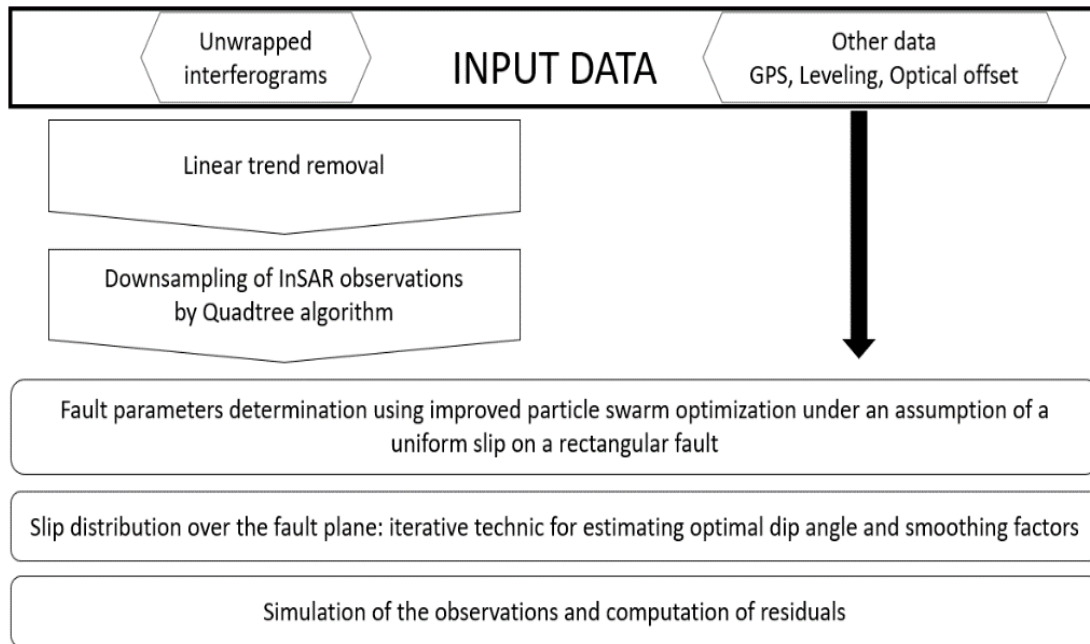 Unwrapped
interferograms
INPUT DATA
Other data
GPS, Leveling, Optical offset
Linear trend removal
Downsampling of InSAR observations
by Quadtree algorithm
Fault parameters determination using improved particle swarm optimization under an assumption of a
uniform slip on a rectangular fault
Slip distribution over the fault plane: iterative technic for estimating optimal dip angle and smoothing factors
Simulation of the observations and computation of residuals